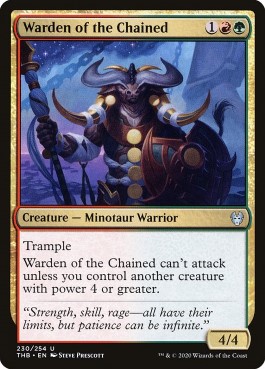 Warden of the Chained 1
Creature — Minotaur Warrior
Trample
Warden of the Chained can't attack
unless you control another creature
with power 4 or greater.
"Strength, skill, rage—all have their
limits, but patience can be infinite."
4/4
230/254 U
THB • EN Steve Prescott
™ & © 2020 Wizards of the Coast